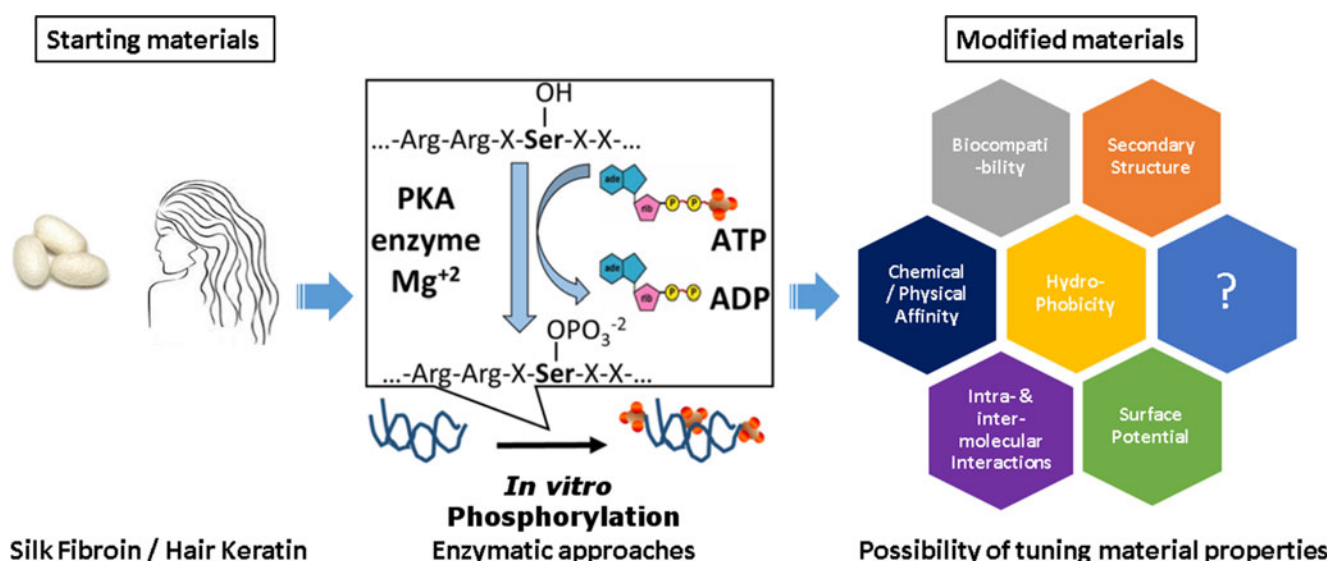 Starting materials
Silk Fibroin / Hair Keratin
OH
...-Arg-Arg-X-Ser-X-X-...
PKA
enzyme
Mg+2
ade
rib
P
P
ATP
ade
rib
P
P
ADP
OPO3-2
...-Arg-Arg-X-Ser-X-X-...
In vitro
Phosphorylation
Enzymatic approaches
Modified materials
Biocompati
-bility
Secondary
Structure
Chemical
/ Physical
Affinity
Hydro-
Phobicity
?
Intra- &
inter-
molecular
Interactions
Surface
Potential
Possibility of tuning material properties